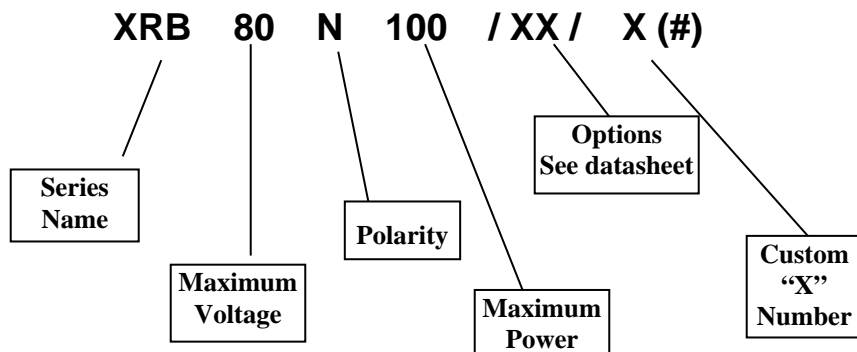 XRB 80 N 100 / XX / X (#)
Options
See datasheet
Series
Name
Polarity
Custom
“X”
Number
Maximum
Voltage
Maximum
Power